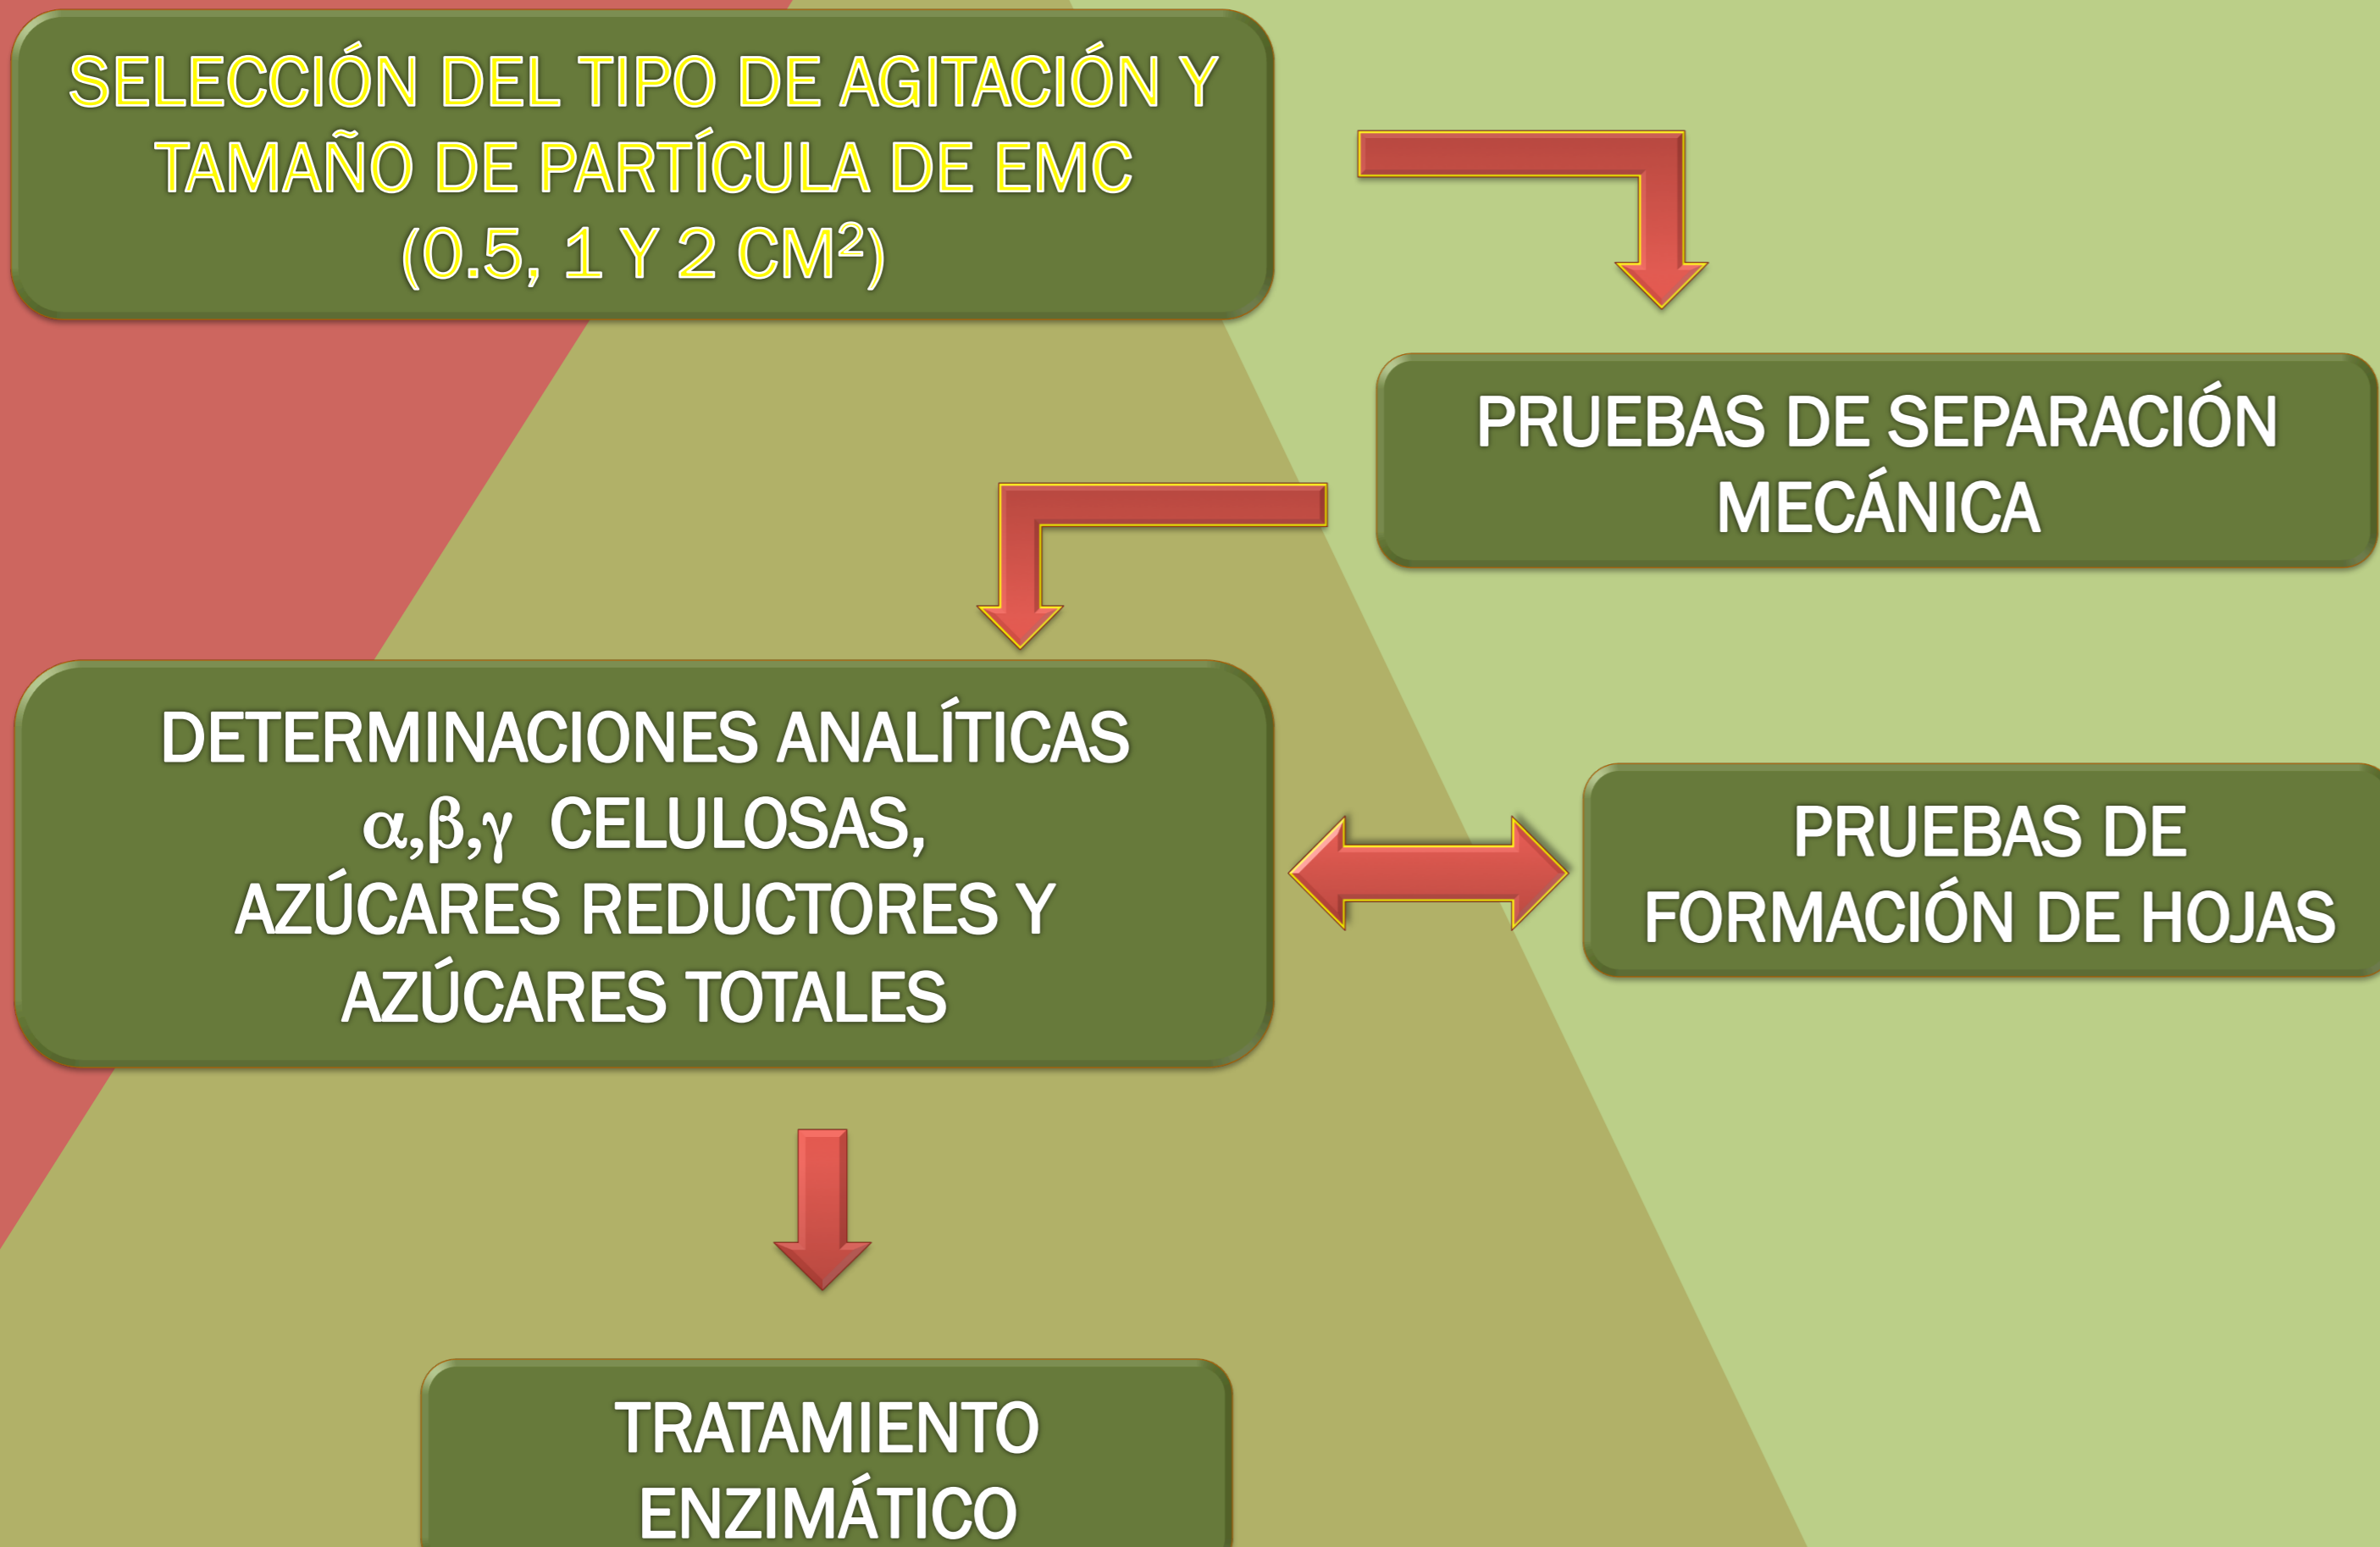 SELECCIÓN DEL TIPO DE AGITACIÓN Y
TAMAÑO DE PARTÍCULA DE EMC
(0.5, 1 Y 2 CM²)
PRUEBAS DE SEPARACIÓN
MECÁNICA
DETERMINACIONES ANALÍTICAS
α,β,γ CELULOSAS,
AZÚCARES REDUCTORES Y
AZÚCARES TOTALES
PRUEBAS DE
FORMACIÓN DE HOJAS
TRATAMIENTO
ENZIMÁTICO